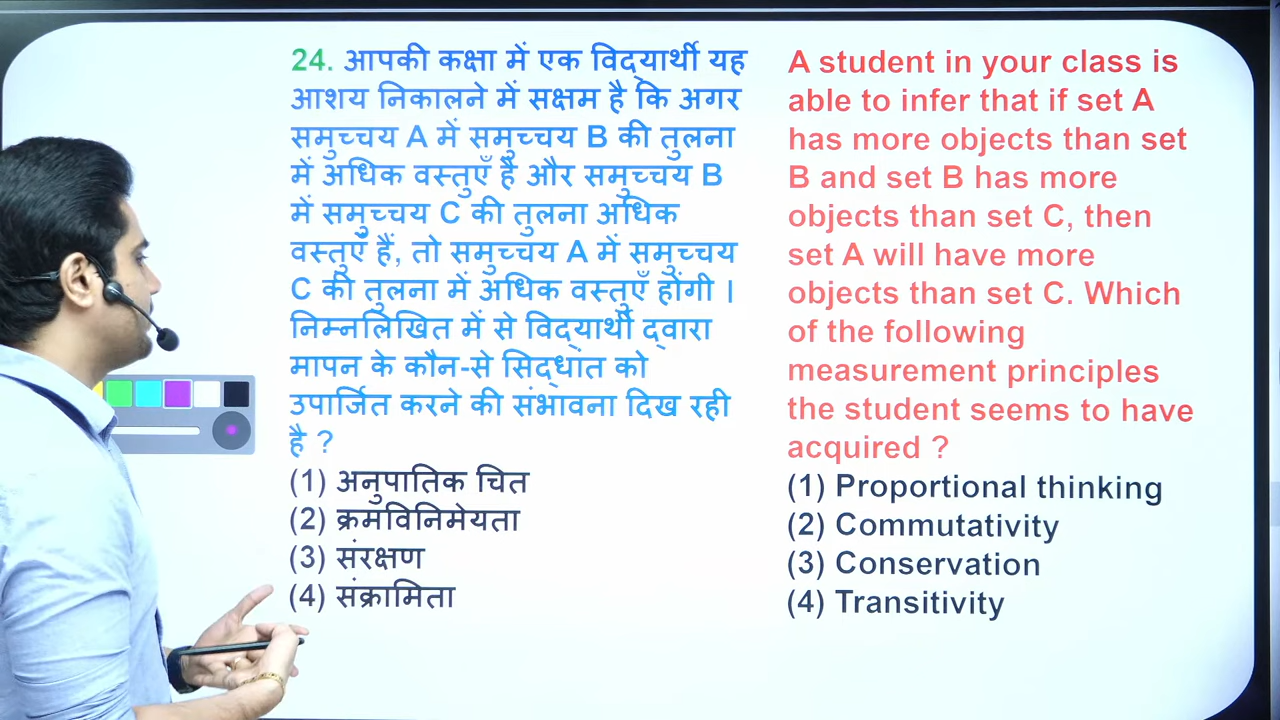 24. आपकी कक्षा में एक विद्यार्थी यह
आशय निकालने में सक्षम है कि अगर
समुच्चय A में समुच्चय B की तुलना
में अधिक वस्तुएँ हैं और समुच्चय B
में समुच्चय C की तुलना अधिक
वस्तुएँ हैं, तो समुच्चय A में समुच्चय
C की तुलना में अधिक वस्तुएँ होंगी ।
निम्नलिखित में से विद्यार्थी द्वारा
मापन के कौन-से सिद्धांत को
उपार्जित करने की संभावना दिख रही
है ?
(1) अनुपातिक चित
(2) क्रमविनिमेयता
(3) संरक्षण
(4) संक्रामिता
A student in your class is
able to infer that if set A
has more objects than set
B and set B has more
objects than set C, then
set A will have more
objects than set C. Which
of the following
measurement principles
the student seems to have
acquired ?
(1) Proportional thinking
(2) Commutativity
(3) Conservation
(4) Transitivity